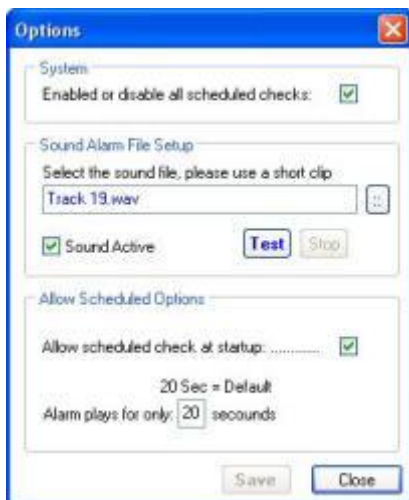 Options
System
Enabled or disable all scheduled checks:
Sound Alarm File Setup
Select the sound file, please use a short clip
Track 19.wav
::
Sound Active
Test Stop
Allow Scheduled Options
Allow scheduled check at startup: ............
20 Sec = Default
Alarm plays for only: 20 secounds
Save Close